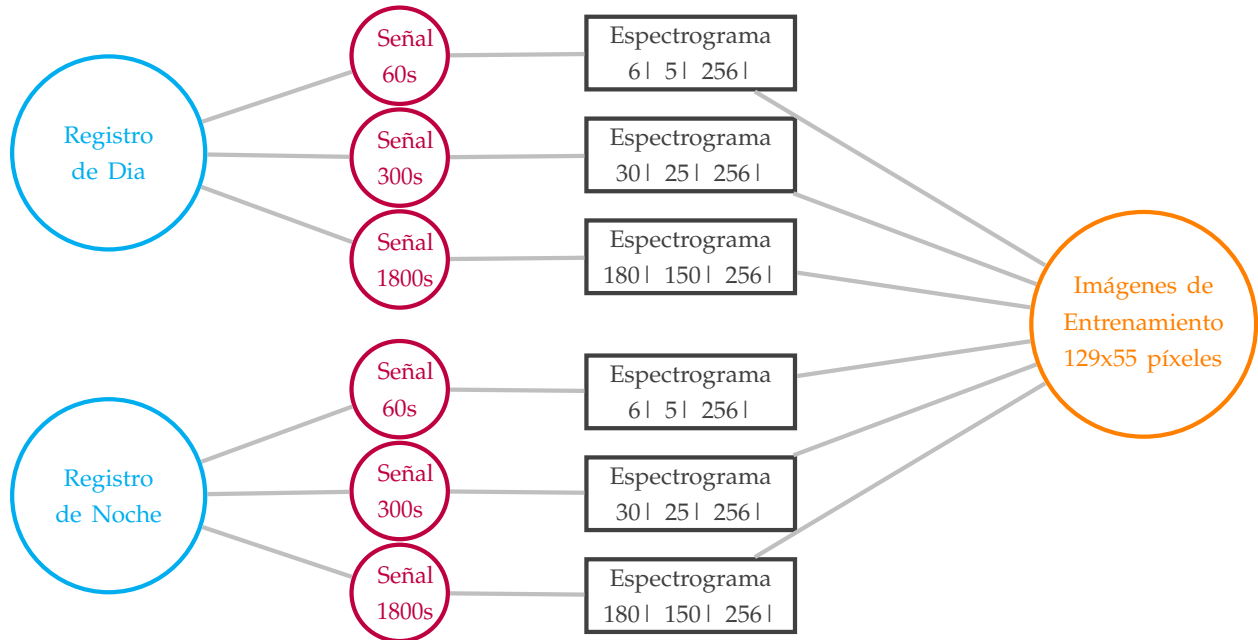 Registro
de Dia
Señal
60s
Espectrograma
6| 5| 256|
Señal
300s
Espectrograma
30| 25| 256|
Señal
1800s
Espectrograma
180| 150| 256|
Registro
de Noche
Señal
60s
Espectrograma
6| 5| 256|
Señal
300s
Espectrograma
30| 25| 256|
Señal
1800s
Espectrograma
180| 150| 256|
Imágenes de
Entrenamiento
129x55 píxeles